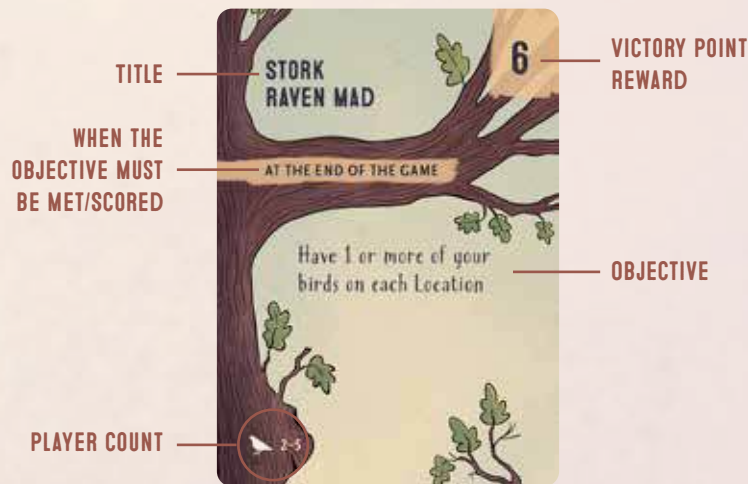 TITLE
STORK
RAVEN MAD
6
VICTORY POINT
REWARD
WHEN THE
OBJECTIVE MUST
BE MET/SCORED
AT THE END OF THE GAME
Have 1 or more of your
birds on each Location
OBJECTIVE
PLAYER COUNT
2-5